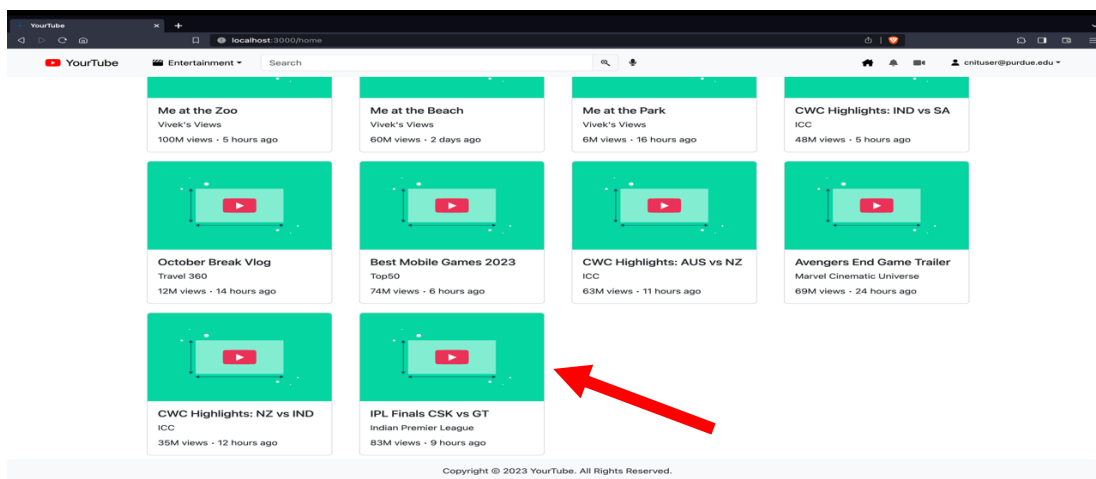 YourTube
localhost:3000/home
YourTube Entertainment Search cnituser@purdue.edu
Me at the Zoo
Vivek's Views
100M views · 5 hours ago
Me at the Beach
Vivek's Views
60M views · 2 days ago
Me at the Park
Vivek's Views
6M views · 16 hours ago
CWC Highlights: IND vs SA
ICC
48M views · 5 hours ago
October Break Vlog
Travel 360
12M views · 14 hours ago
Best Mobile Games 2023
Top50
74M views · 6 hours ago
CWC Highlights: AUS vs NZ
ICC
63M views · 11 hours ago
Avengers End Game Trailer
Marvel Cinematic Universe
69M views · 24 hours ago
CWC Highlights: NZ vs IND
ICC
35M views · 12 hours ago
IPL Finals CSK vs GT
Indian Premier League
83M views · 9 hours ago
Copyright © 2023 YourTube. All Rights Reserved.